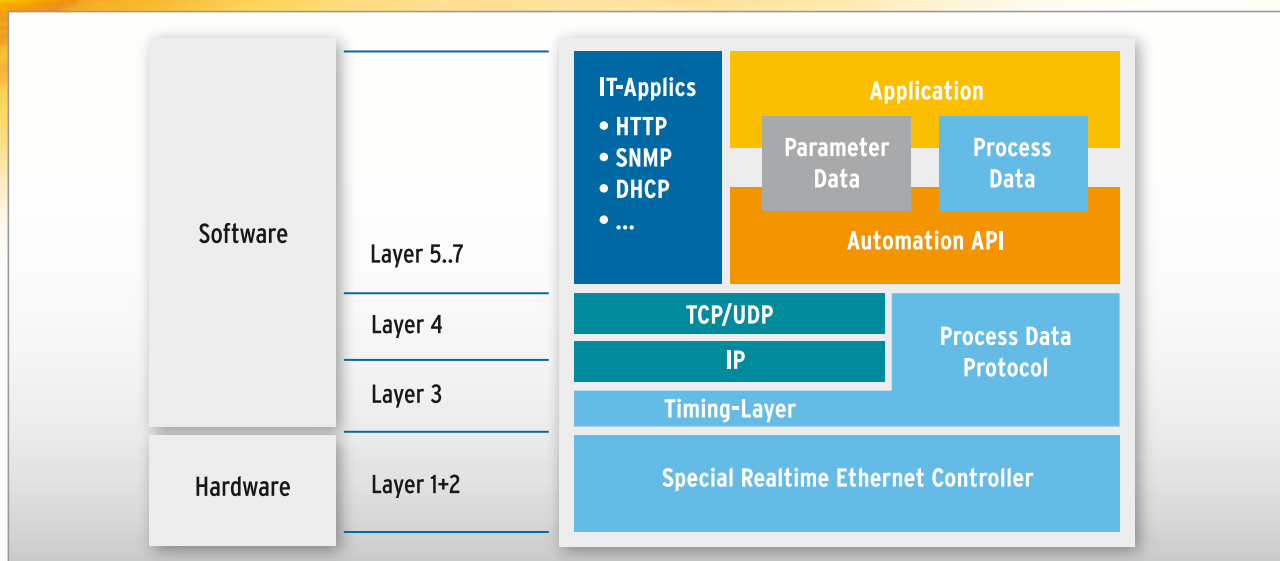 Software
Hardware
Layer 5..7
Layer 4
Layer 3
Layer 1+2
IT-Applics
• HTTP
• SNMP
• DHCP
• ...
Application
Parameter
Data
Process
Data
Automation API
TCP/UDP
IP
Process Data
Protocol
Timing-Layer
Special Realtime Ethernet Controller